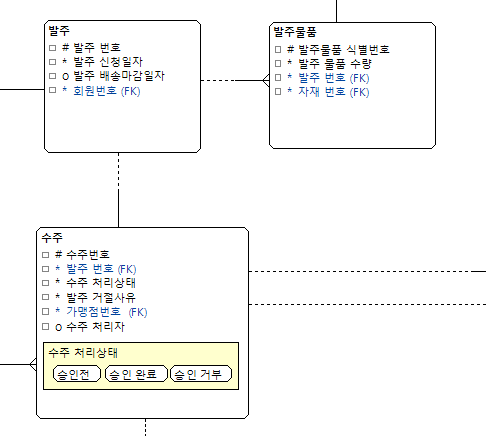 발주
# 발주 번호
* 발주 신청일자
o 발주 배송마감일자
* 회원번호 (FK)
발주물품
# 발주물품 식별번호
* 발주 물품 수량
* 발주 번호 (FK)
* 자재 번호 (FK)
수주
# 수주번호
* 발주 번호 (FK)
* 수주 처리상태
* 발주 거절사유
* 가맹점번호 (FK)
o 수주 처리자
수주 처리상태
승인전 승인 완료 승인 거부